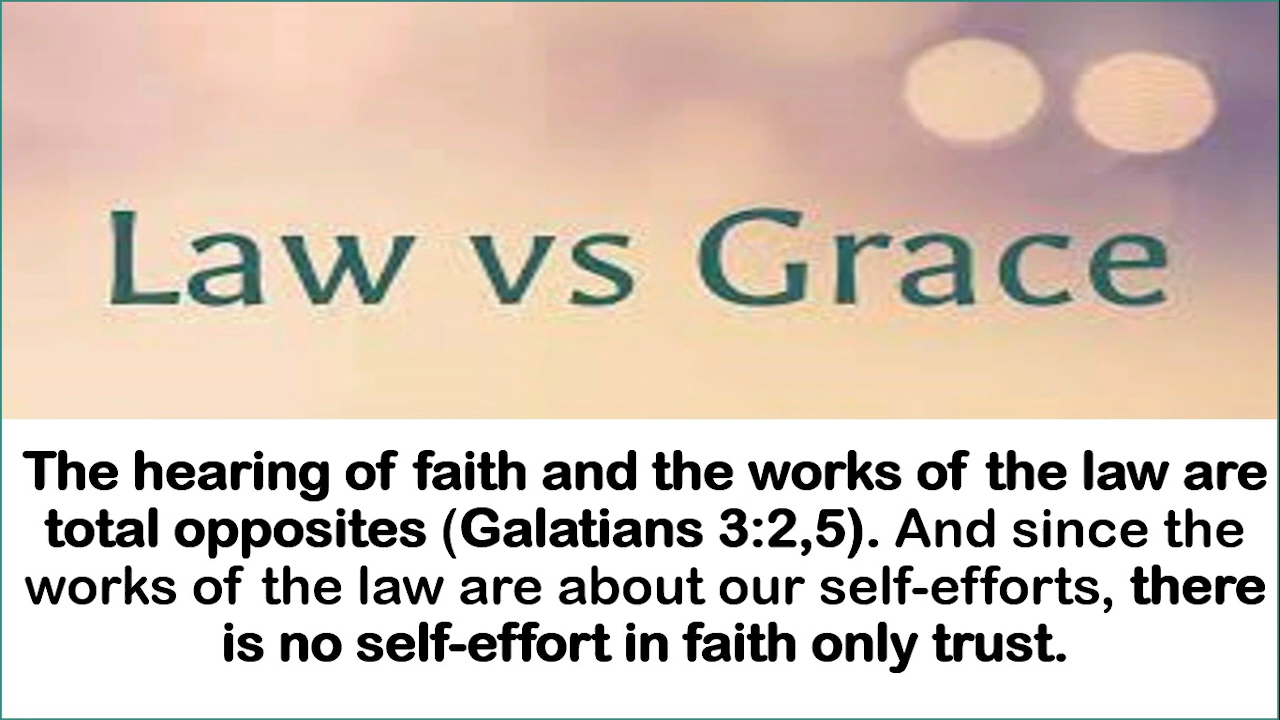 Law vs Grace
The hearing of faith and the works of the law are
total opposites (Galatians 3:2,5). And since the
works of the law are about our self-efforts, there
is no self-effort in faith only trust.